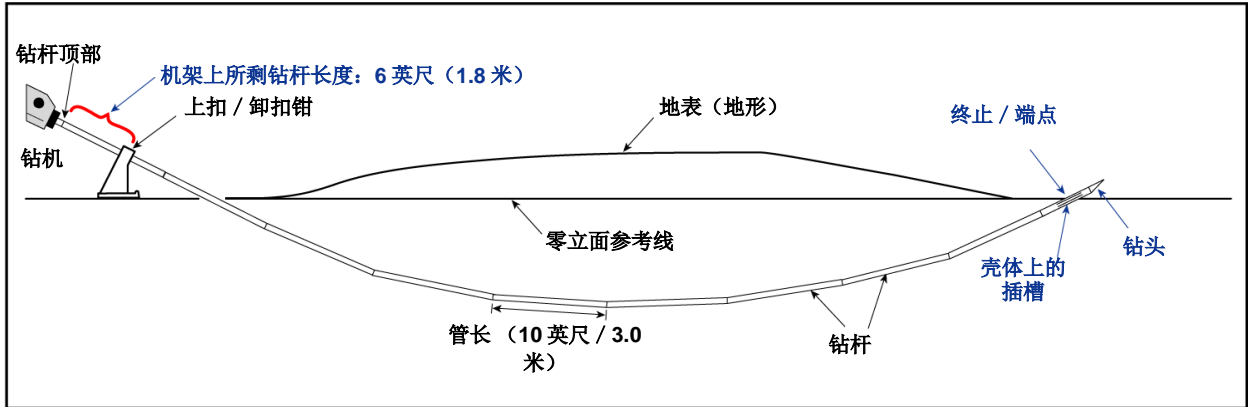 钻杆顶部
机架上所剩钻杆长度：6 英尺（1.8 米）
上扣 / 卸扣钳
地表（地形）
终止 / 端点
钻机
零立面参考线
钻头
壳体上的
插槽
管长 （10 英尺 / 3.0
米）
钻杆